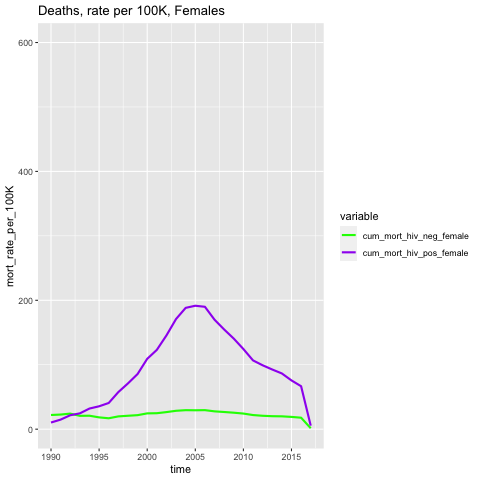 Deaths, rate per 100K, Females
mort_rate_per_100K
600
400
200
0
1990
1995
2000
2005
2010
2015
time
variable
cum_mort_hiv_neg_female
cum_mort_hiv_pos_female